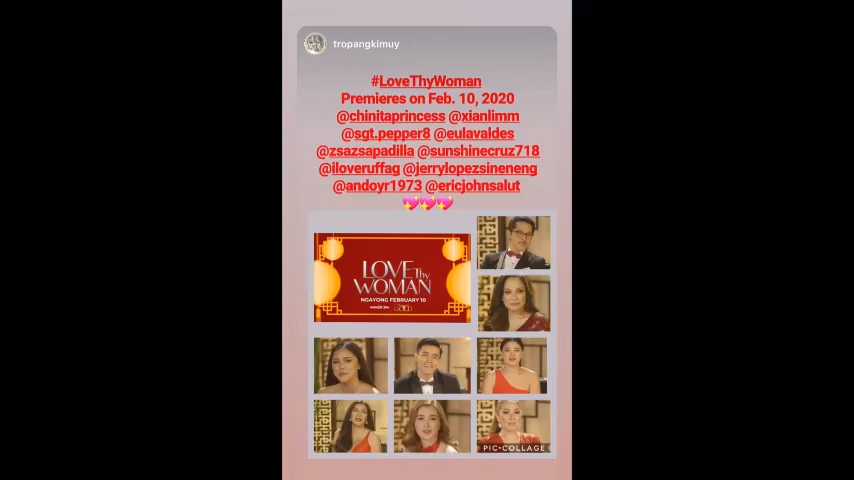 tropangkimuy
#LoveThyWoman
Premieres on Feb. 10, 2020
@chinitaprincess @xianlimm
@sgt.pepper8 @eulavaldes
@zsazsapadilla @sunshinecruz718
@iloveruffag @jerrylopezsineneng
@andoyr1973 @ericjohnsalut
💖💖💖
LOVE Thy
WOMAN
NGAYONG FEBRUARY 10
GOLD
PIC•COLLAGE